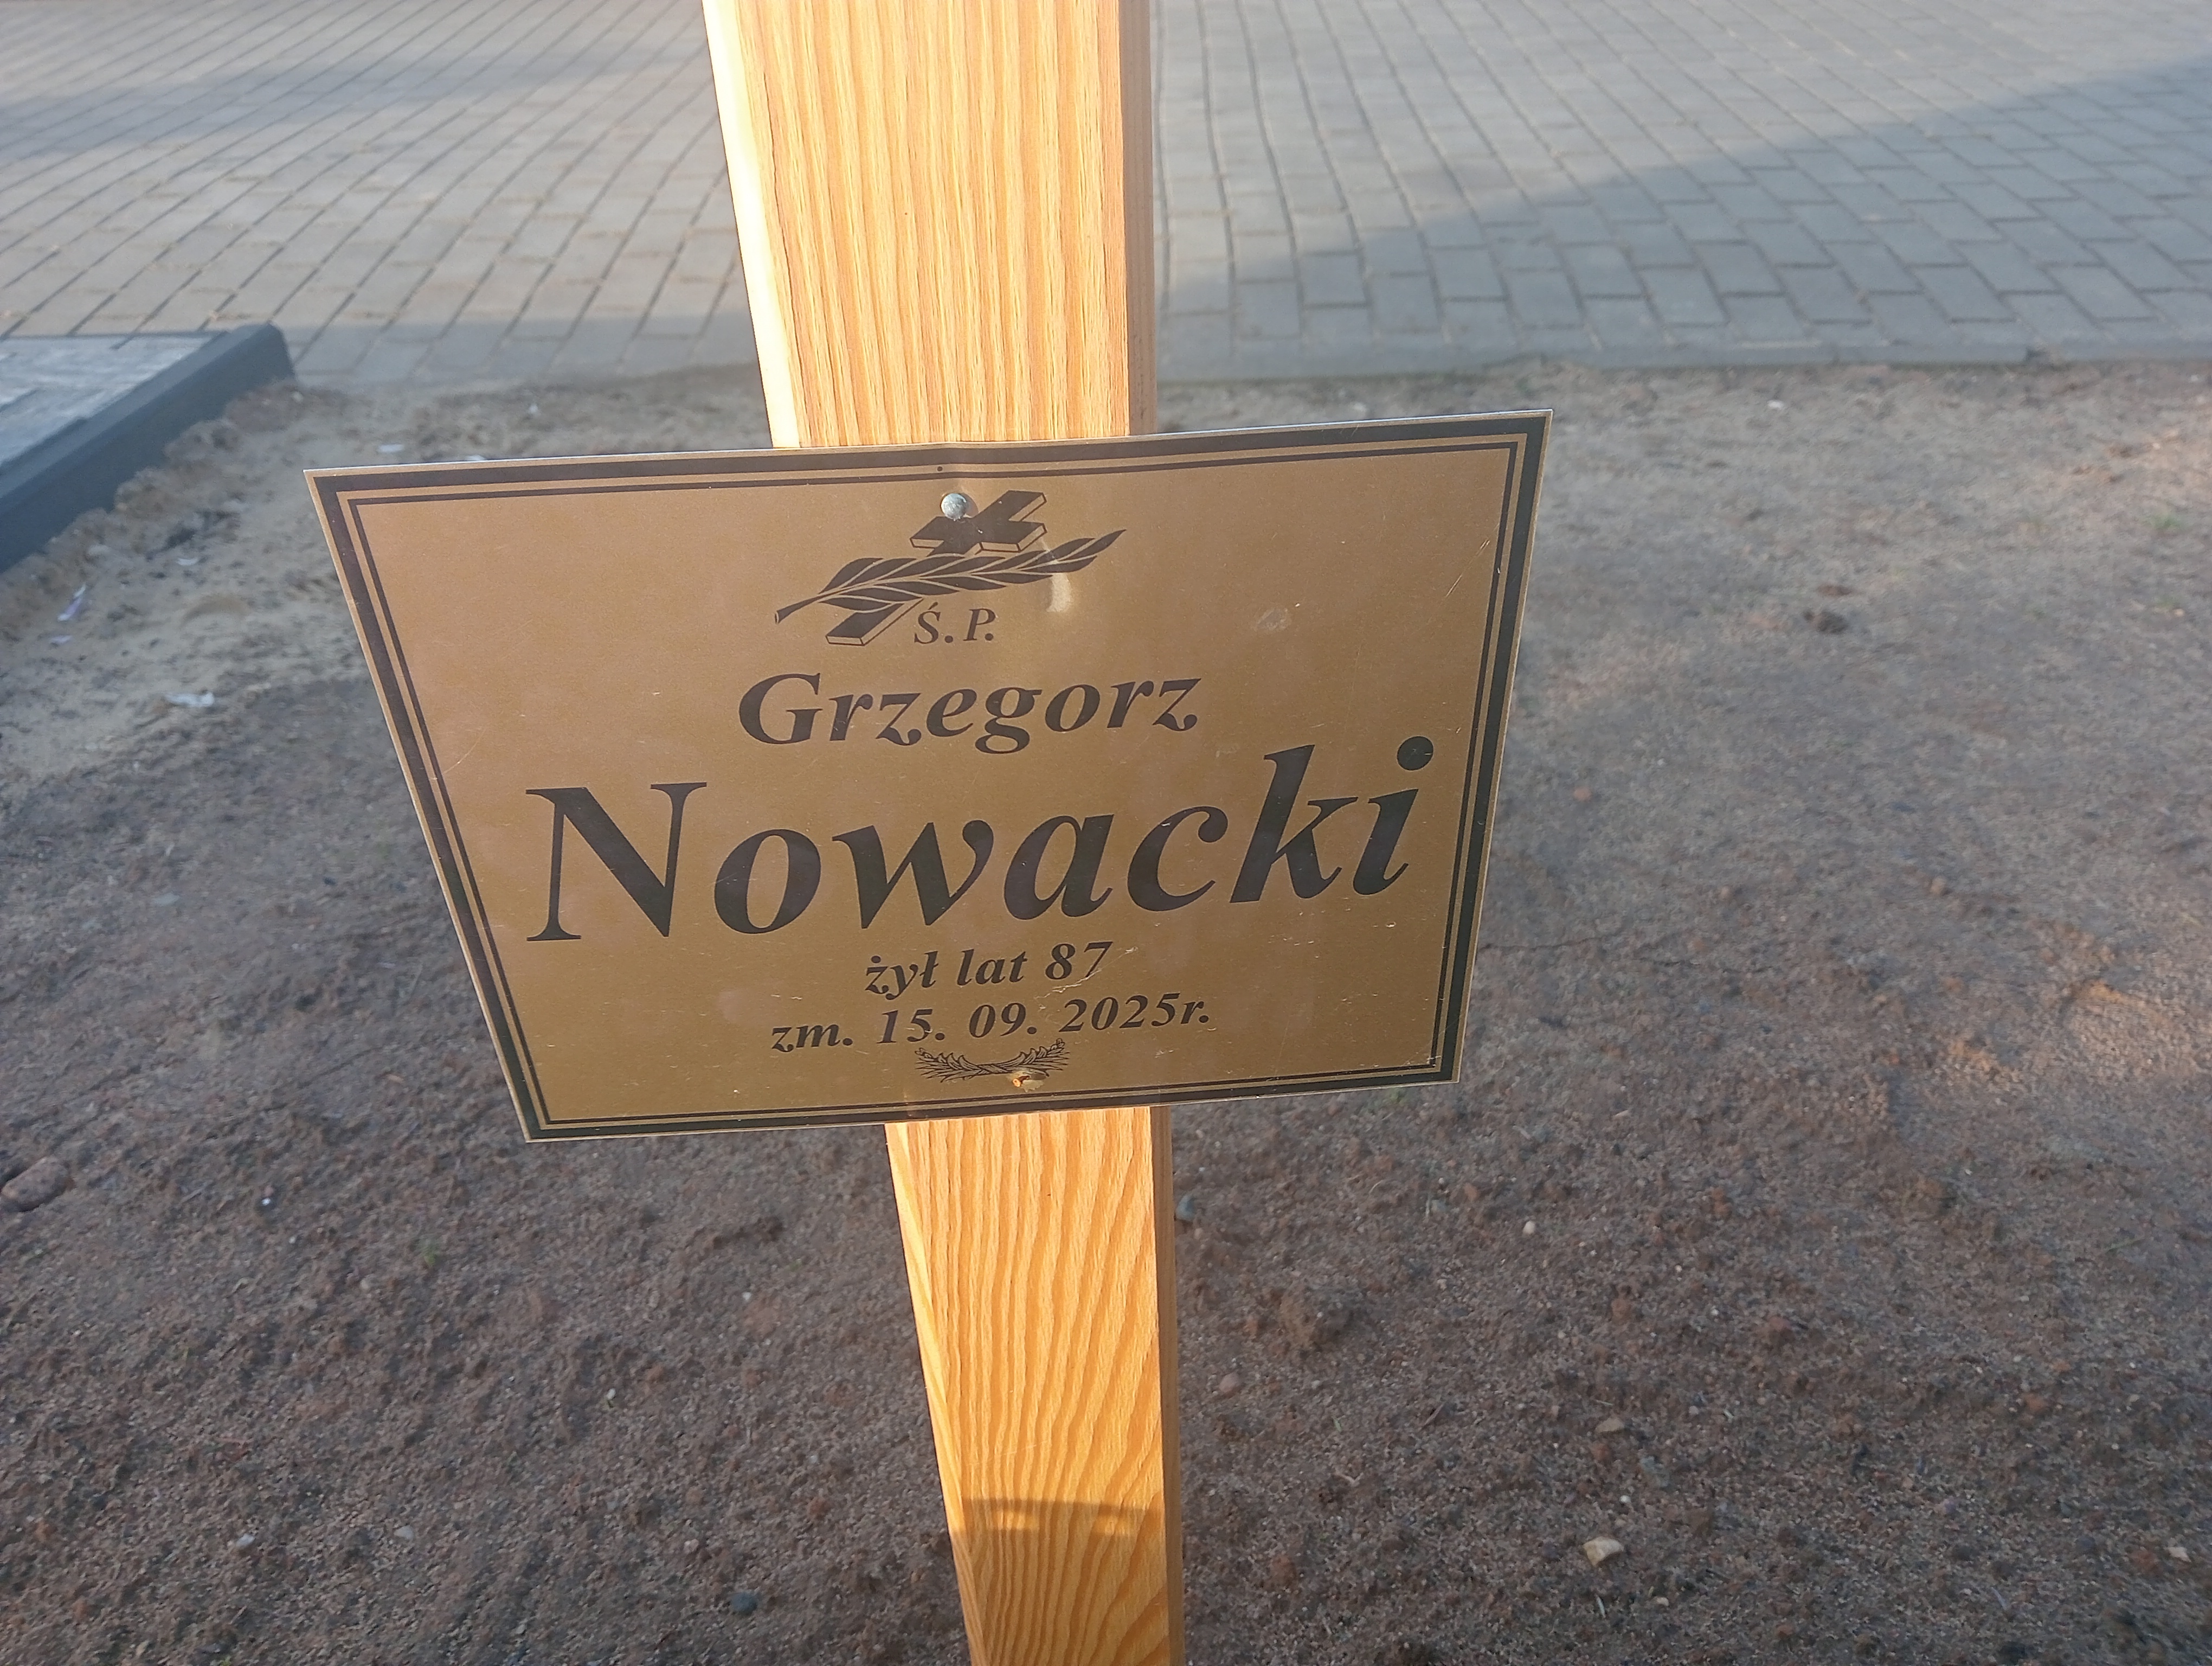 Ś.P.
Grzegorz
Nowacki
żył lat 87
zm. 15. 09. 2025r.